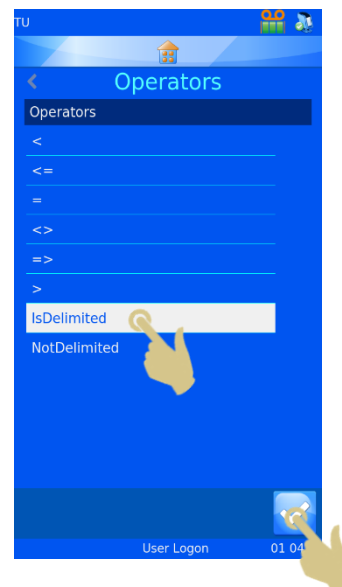 TU
Operators
Operators
<
<=
=
<>
=>
>
IsDelimited
NotDelimited
User Logon
01 04